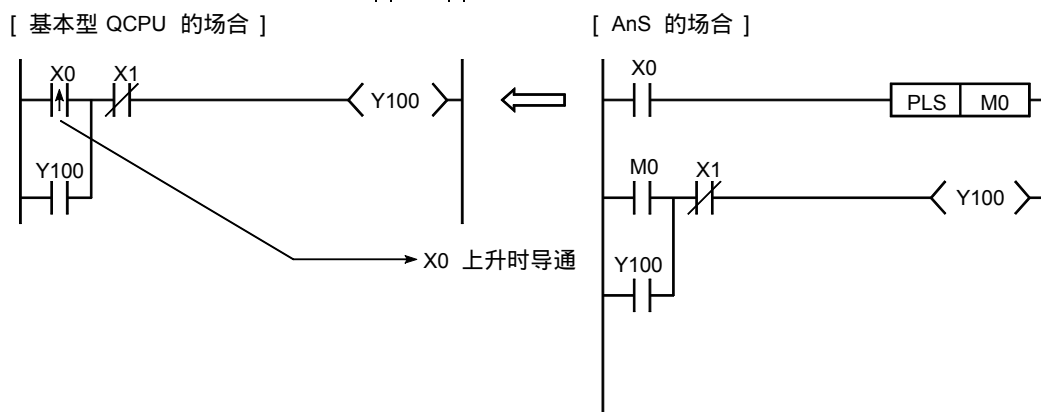 [ 基本型 QCPU 的场合 ]
X0 X1
Y100
Y100
X0 上升时导通
[ AnS 的场合 ]
X0
PLS M0
M0 X1
Y100
Y100